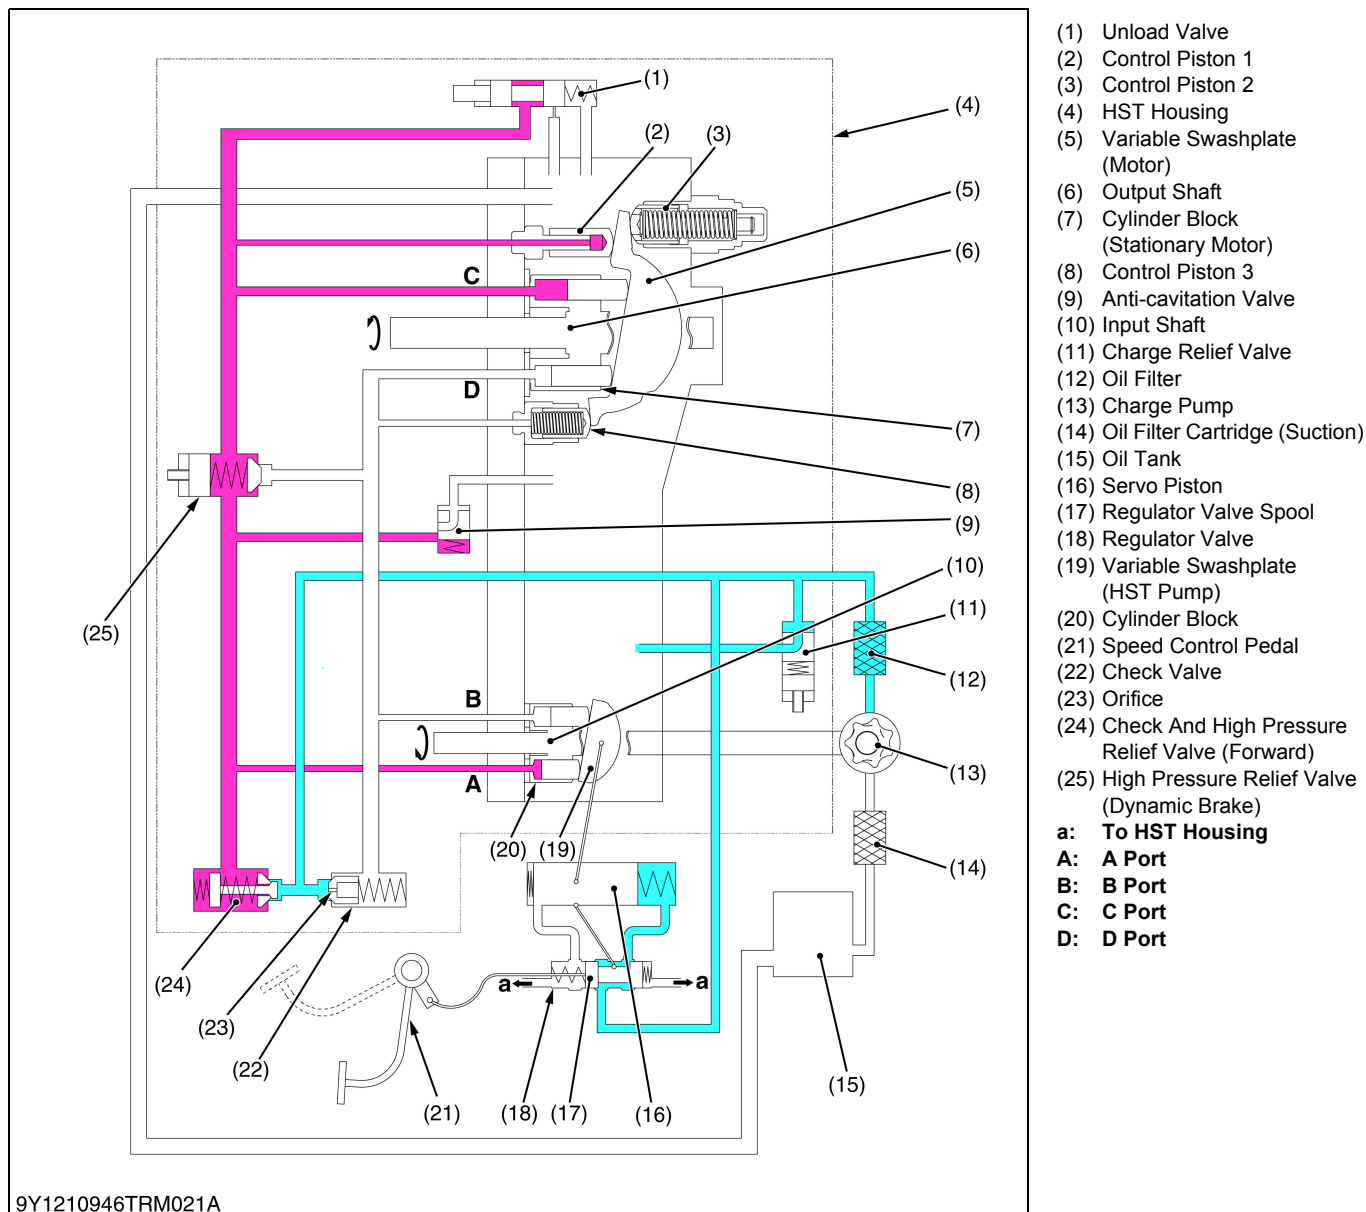 (1)
(2)
(3)
(4)
(5)
(6)
C
D
(7)
(8)
(9)
(10)
(11)
(25)
(12)
B
A
(13)
(20)
(19)
(14)
(24)
a
a
(23)
(22)
(21)
(18)
(17)
(16)
(15)
9Y1210946TRM021A
(1) Unload Valve
(2) Control Piston 1
(3) Control Piston 2
(4) HST Housing
(5) Variable Swashplate
(Motor)
(6) Output Shaft
(7) Cylinder Block
(Stationary Motor)
(8) Control Piston 3
(9) Anti-cavitation Valve
(10) Input Shaft
(11) Charge Relief Valve
(12) Oil Filter
(13) Charge Pump
(14) Oil Filter Cartridge (Suction)
(15) Oil Tank
(16) Servo Piston
(17) Regulator Valve Spool
(18) Regulator Valve
(19) Variable Swashplate
(HST Pump)
(20) Cylinder Block
(21) Speed Control Pedal
(22) Check Valve
(23) Orifice
(24) Check And High Pressure
Relief Valve (Forward)
(25) High Pressure Relief Valve
(Dynamic Brake)
a: To HST Housing
A: A Port
B: B Port
C: C Port
D: D Port